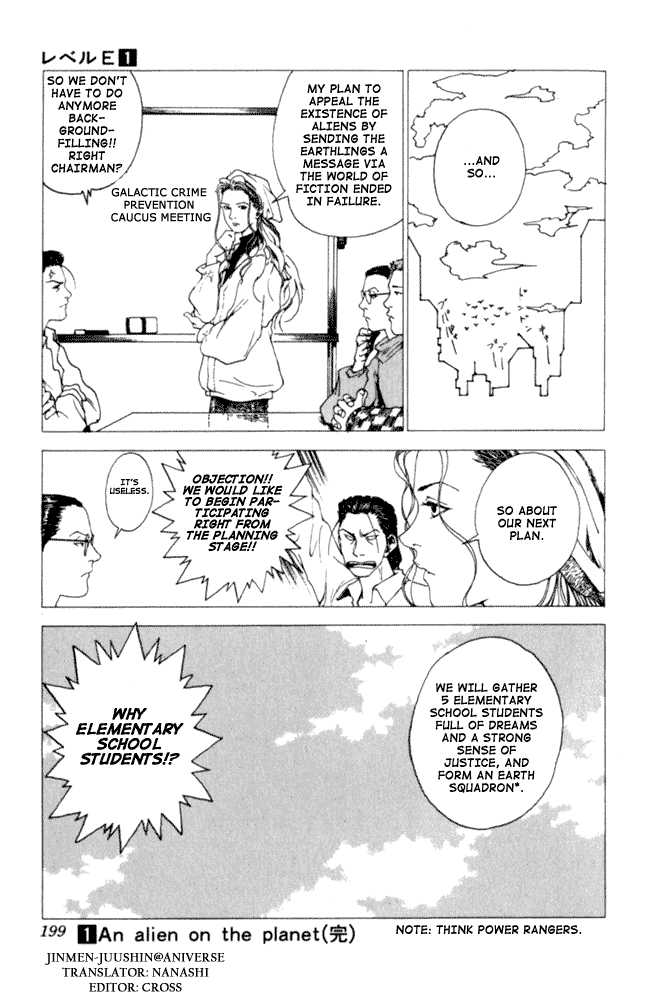 レベルE 1
...AND
SO...
MY PLAN TO
APPEAL THE
EXISTENCE OF
ALIENS BY
SENDING THE
EARTHLINGS A
MESSAGE VIA
THE WORLD OF
FICTION ENDED
IN FAILURE.
GALACTIC CRIME
PREVENTION
CAUCUS MEETING
SO WE DON'T
HAVE TO DO
ANYMORE
BACK-
GROUND-
FILLING!!
RIGHT
CHAIRMAN?
SO ABOUT
OUR NEXT
PLAN.
OBJECTION!!
WE WOULD LIKE
TO BEGIN PAR-
TICIPATING
RIGHT FROM
THE PLANNING
STAGE!!
IT'S
USELESS.
WE WILL GATHER
5 ELEMENTARY
SCHOOL STUDENTS
FULL OF DREAMS
AND A STRONG
SENSE OF
JUSTICE, AND
FORM AN EARTH
SQUADRON*.
WHY
ELEMENTARY
SCHOOL
STUDENTS!?
199 1 An alien on the planet(完)
NOTE: THINK POWER RANGERS.
JINMEN-JUUSHIN@ANIVERSE
TRANSLATOR: NANASHI
EDITOR: CROSS